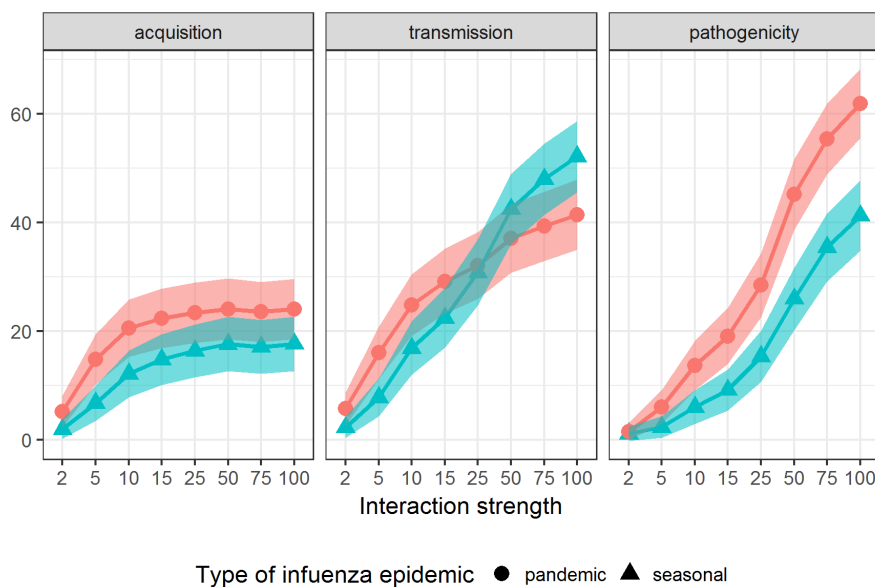 acquisition transmission pathogenicity
60
40
20
0
2 5 10 15 25 50 75 100 2 5 10 15 25 50 75 100 2 5 10 15 25 50 75 100
Interaction strength
Type of infuenza epidemic pandemic seasonal